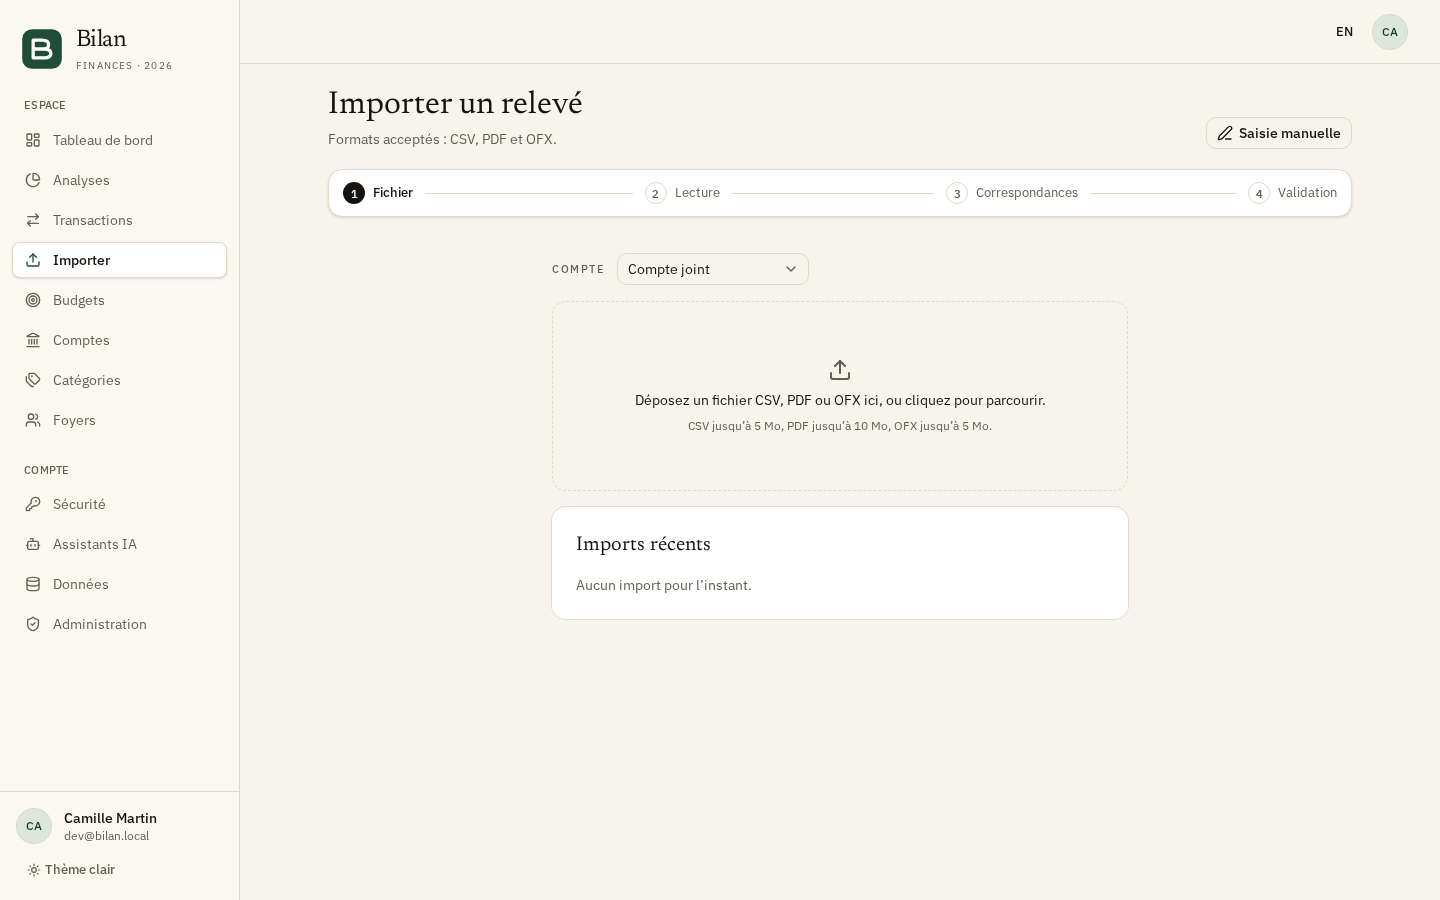 Bilan
FINANCES · 2026
ESPACE
Tableau de bord
Analyses
Transactions
Importer
Budgets
Comptes
Catégories
Foyers
COMPTE
Sécurité
Assistants IA
Données
Administration
CA
Camille Martin
dev@bilan.local
Thème clair
EN
CA
Importer un relevé
Formats acceptés : CSV, PDF et OFX.
Saisie manuelle
1 Fichier 2 Lecture 3 Correspondances 4 Validation
COMPTE Compte joint
Déposez un fichier CSV, PDF ou OFX ici, ou cliquez pour parcourir.
CSV jusqu’à 5 Mo, PDF jusqu’à 10 Mo, OFX jusqu’à 5 Mo.
Imports récents
Aucun import pour l’instant.